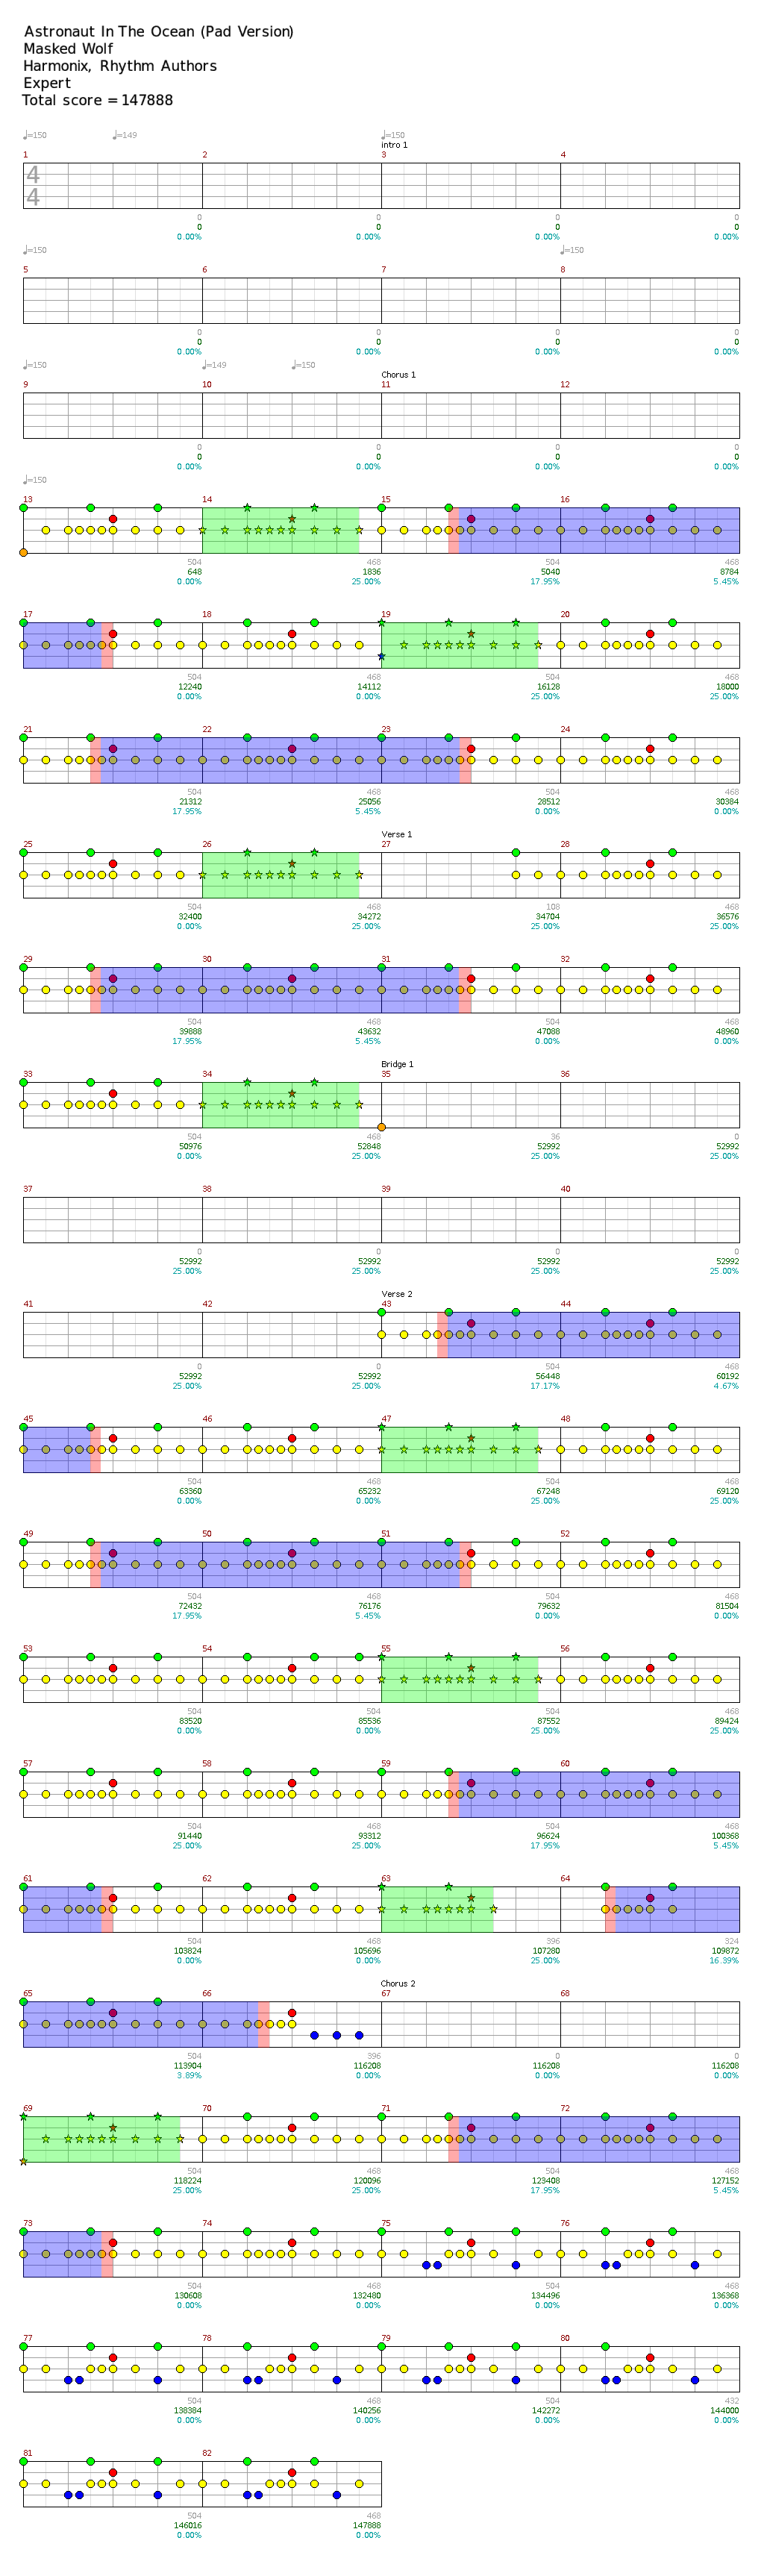 Astronaut In The Ocean (Pad Version)
Masked Wolf
Harmonix, Rhythm Authors
Expert
Total score = 147888
♩=150 ♩=149 ♩=150
intro 1
1 2 3 4
4
4
0 0 0 0
0 0 0 0
0.00% 0.00% 0.00% 0.00%
♩=150 ♩=150
5 6 7 8
0 0 0 0
0 0 0 0
0.00% 0.00% 0.00% 0.00%
♩=150 ♩=149 ♩=150
Chorus 1
9 10 11 12
0 0 0 0
0 0 0 0
0.00% 0.00% 0.00% 0.00%
♩=150
13 14 15 16
504 468 504 468
648 1836 5040 8784
0.00% 25.00% 17.95% 5.45%
17 18 19 20
504 468 504 468
12240 14112 16128 18000
0.00% 0.00% 25.00% 25.00%
21 22 23 24
504 468 504 468
21312 25056 28512 30384
17.95% 5.45% 0.00% 0.00%
Verse 1
25 26 27 28
504 468 108 468
32400 34272 34704 36576
0.00% 25.00% 25.00% 25.00%
29 30 31 32
504 468 504 468
39888 43632 47088 48960
17.95% 5.45% 0.00% 0.00%
Bridge 1
33 34 35 36
504 468 36 0
50976 52848 52992 52992
0.00% 25.00% 25.00% 25.00%
37 38 39 40
0 0 0 0
52992 52992 52992 52992
25.00% 25.00% 25.00% 25.00%
Verse 2
41 42 43 44
0 0 504 468
52992 52992 56448 60192
25.00% 25.00% 17.17% 4.67%
45 46 47 48
504 468 504 468
63360 65232 67248 69120
0.00% 0.00% 25.00% 25.00%
49 50 51 52
504 468 504 468
72432 76176 79632 81504
17.95% 5.45% 0.00% 0.00%
53 54 55 56
504 504 504 468
83520 85536 87552 89424
0.00% 0.00% 25.00% 25.00%
57 58 59 60
504 468 504 468
91440 93312 96624 100368
25.00% 25.00% 17.95% 5.45%
61 62 63 64
504 468 396 324
103824 105696 107280 109872
0.00% 0.00% 25.00% 16.39%
Chorus 2
65 66 67 68
504 396 0 0
113904 116208 116208 116208
3.89% 0.00% 0.00% 0.00%
69 70 71 72
504 468 504 468
118224 120096 123408 127152
25.00% 25.00% 17.95% 5.45%
73 74 75 76
504 468 504 468
130608 132480 134496 136368
0.00% 0.00% 0.00% 0.00%
77 78 79 80
504 468 504 432
138384 140256 142272 144000
0.00% 0.00% 0.00% 0.00%
81 82
504 468
146016 147888
0.00% 0.00%